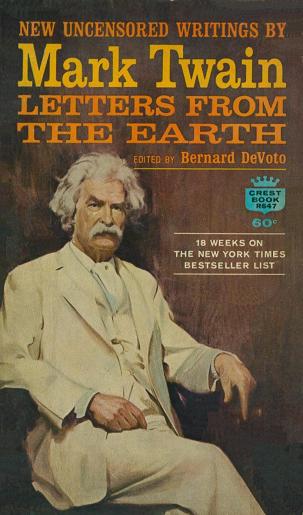 NEW UNCENSORED WRITINGS BY
Mark Twain
LETTERS FROM
THE EARTH
EDITED BY Bernard DeVoto
CREST
BOOK
R647
60¢
18 WEEKS ON
THE NEW YORK TIMES
BESTSELLER LIST